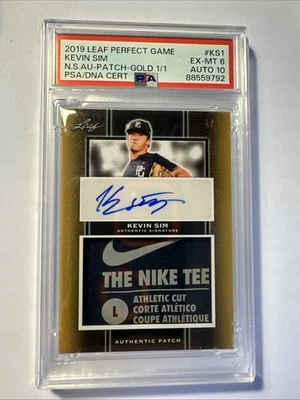 2019 LEAF PERFECT GAME #KS1
KEVIN SIM EX-MT 6
N.S.AU-PATCH-GOLD 1/1 AUTO 10
PSA/DNA CERT PSA 88559792
Leaf
KEVIN SIM
AUTHENTIC SIGNATURE
THE NIKE TEE
L ATHLETIC CUT
CORTE ATLÉTICO
COUPE ATHLÉTIQUE
AUTHENTIC PATCH